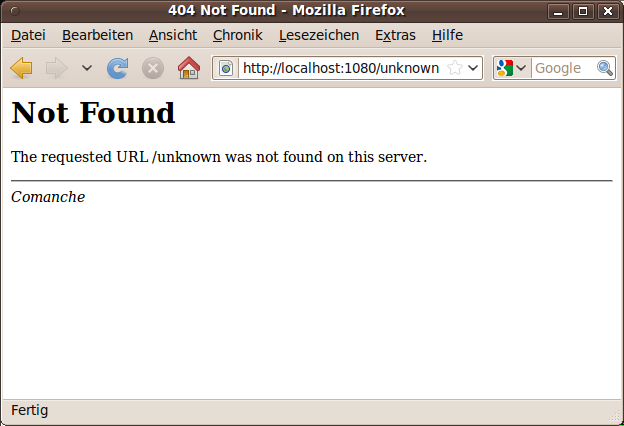 404 Not Found - Mozilla Firefox
Datei Bearbeiten Ansicht Chronik Lesezeichen Extras Hilfe
http://localhost:1080/unknown Google
Not Found
The requested URL /unknown was not found on this server.
Comanche
Fertig